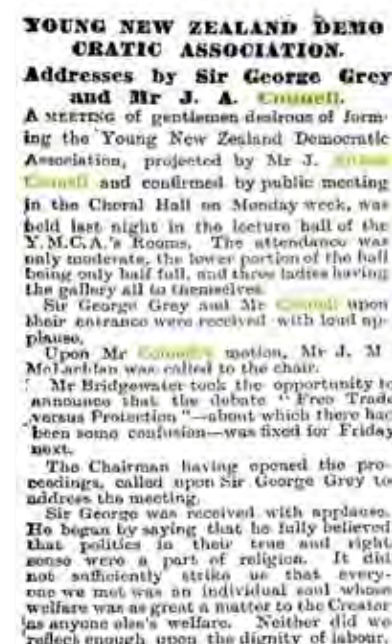 YOUNG NEW ZEALAND DEMO
CRATIC ASSOCIATION.
Addresses by Sir George Grey
and Mr J. A. Connell.
A MEETING of gentlemen desirous of form
ing the Young New Zealand Democratic
Association, projected by Mr J.
Connell and confirmed by public meeting
in the Choral Hall on Monday week, was
held last night in the lecture hall of the
Y.M.C.A.'s Rooms. The attendance was
only moderate, the lower portion of the hall
being only half full, and three ladies having
the gallery all to themselves.
Sir George Grey and Mr Connell upon
their entrance were received with loud ap-
plause.
Upon Mr Connell's motion, Mr J. M
McLachlan was called to the chair.
Mr Bridgewater took the opportunity to
announce that the debate "Free Trade
versus Protection"—about which there had
been some confusion—was fixed for Friday
next.
The Chairman having opened the pro-
ceedings, called upon Sir George Grey to
address the meeting.
Sir George was received with applause.
He began by saying that he fully believed
that politics in their true and right
sense were a part of religion. It did
not sufficiently strike us that every-
one we met was an individual soul whose
welfare was as great a matter to the Creator
as anyone else's welfare. Neither did we
reflect enough upon the dignity of labour